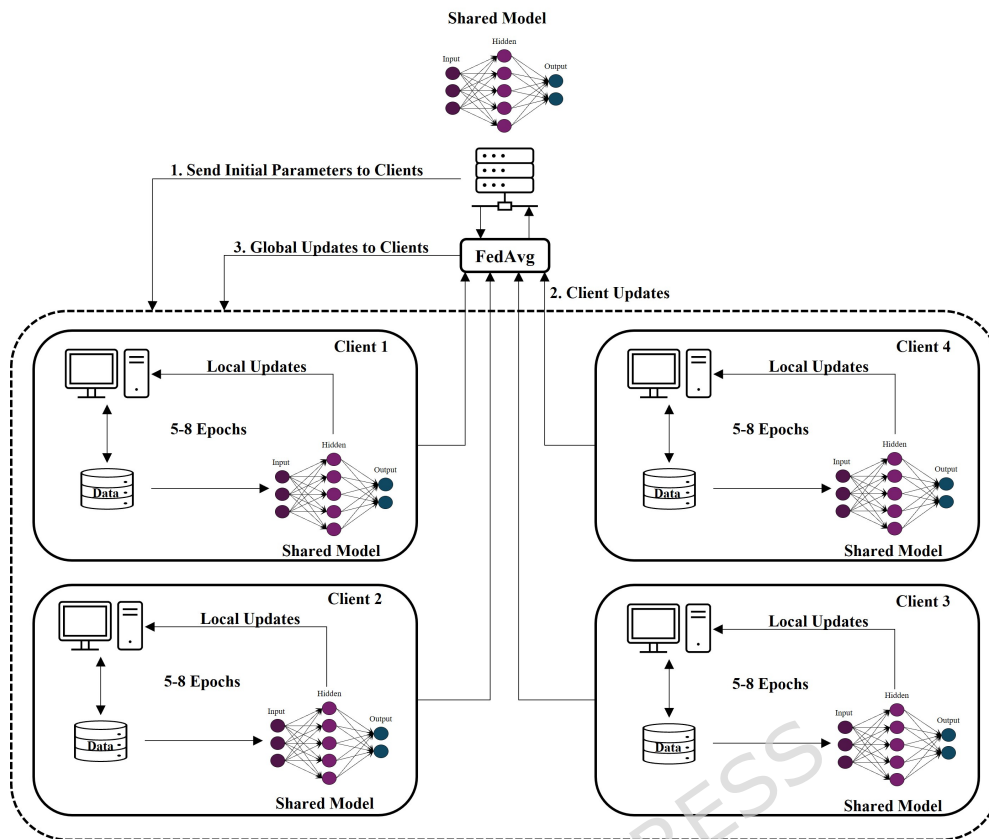 Shared Model
Hidden
Input
Output
1. Send Initial Parameters to Clients
3. Global Updates to Clients
FedAvg
2. Client Updates
Client 1
Local Updates
5-8 Epochs
Hidden
Input
Output
Data
Shared Model
Client 4
Local Updates
5-8 Epochs
Hidden
Input
Output
Data
Shared Model
Client 2
Local Updates
5-8 Epochs
Hidden
Input
Output
Data
Shared Model
Client 3
Local Updates
5-8 Epochs
Hidden
Input
Output
Data
Shared Model
RESS